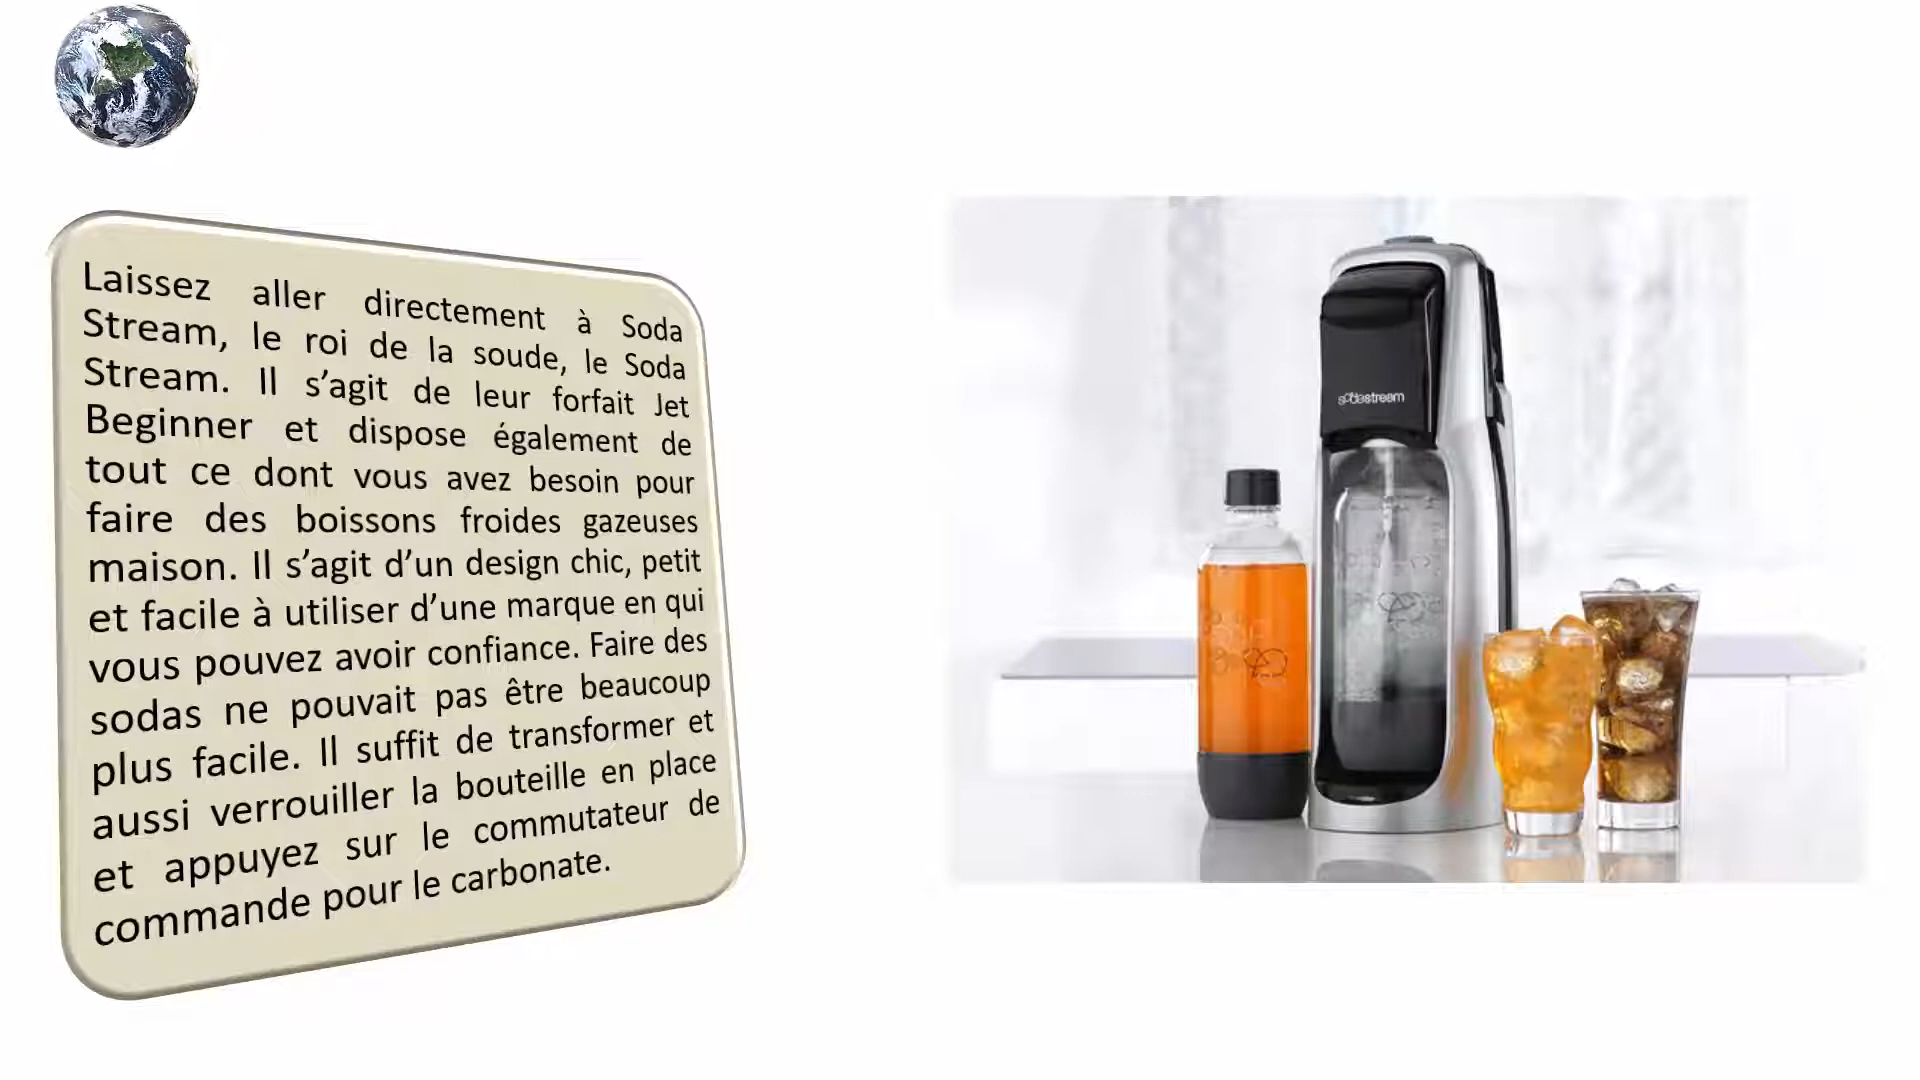 Laissez aller directement à Soda
Stream, le roi de la soude, le Soda
Stream. Il s’agit de leur forfait Jet
Beginner et dispose également de
tout ce dont vous avez besoin pour
faire des boissons froides gazeuses
maison. Il s’agit d’un design chic, petit
et facile à utiliser d’une marque en qui
vous pouvez avoir confiance. Faire des
sodas ne pouvait pas être beaucoup
plus facile. Il suffit de transformer et
aussi verrouiller la bouteille en place
et appuyez sur le commutateur de
commande pour le carbonate.
sodastream